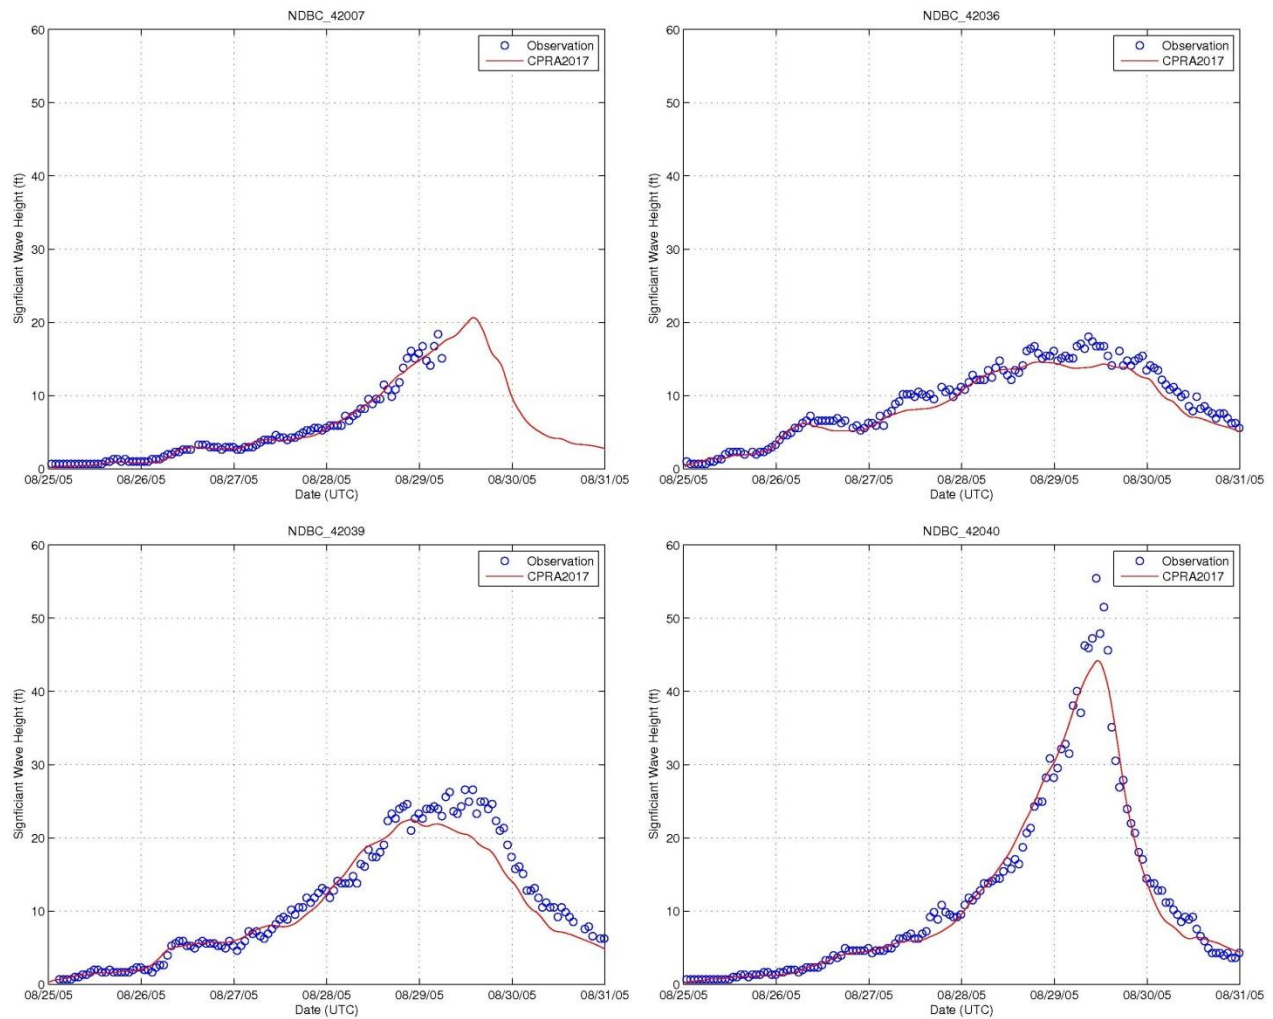 NDBC_42007
60
50
40
30
20
10
0
Signficiant Wave Height (ft)
Observation
CPRA2017
08/25/05 08/26/05 08/27/05 08/28/05 08/29/05 08/30/05 08/31/05
Date (UTC)
NDBC_42036
60
50
40
30
20
10
0
Signficiant Wave Height (ft)
Observation
CPRA2017
08/25/05 08/26/05 08/27/05 08/28/05 08/29/05 08/30/05 08/31/05
Date (UTC)
NDBC_42039
60
50
40
30
20
10
0
Signficiant Wave Height (ft)
Observation
CPRA2017
08/25/05 08/26/05 08/27/05 08/28/05 08/29/05 08/30/05 08/31/05
Date (UTC)
NDBC_42040
60
50
40
30
20
10
0
Signficiant Wave Height (ft)
Observation
CPRA2017
08/25/05 08/26/05 08/27/05 08/28/05 08/29/05 08/30/05 08/31/05
Date (UTC)